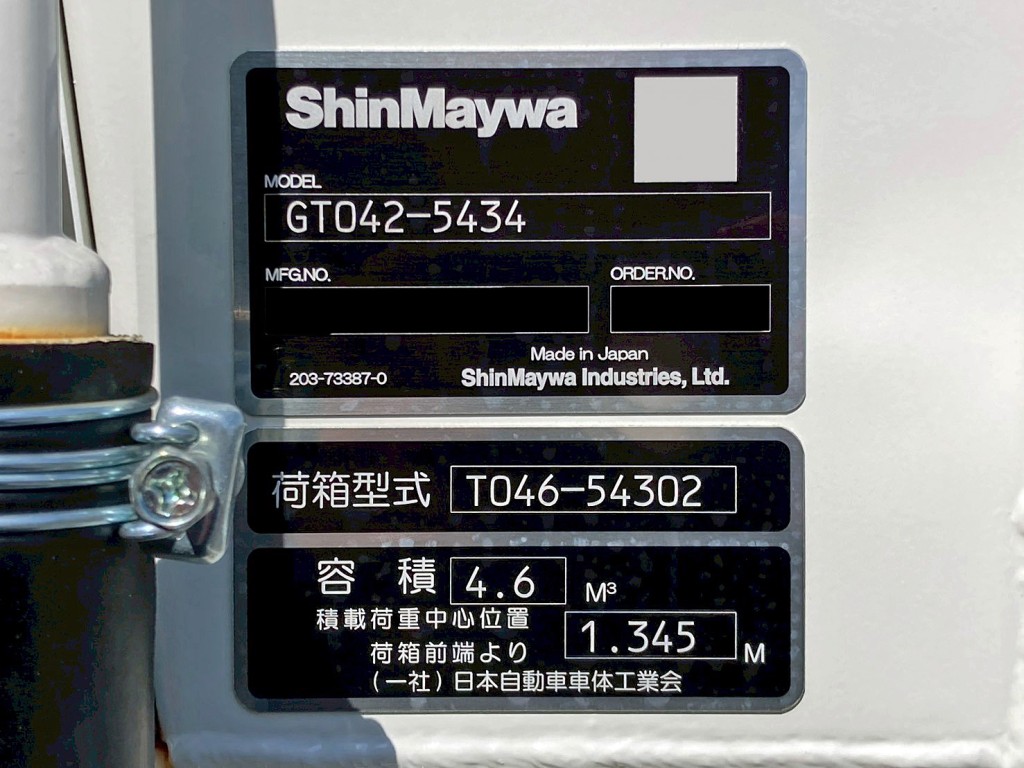 ShinMaywa
MODEL
GT042-5434
MFG.NO. ORDER.NO.
Made in Japan
203-73387-0 ShinMaywa Industries, Ltd.
荷箱型式 T046-54302
容 積 4.6 M³
積載荷重中心位置
荷箱前端より 1.345 M
(一社)日本自動車車体工業会